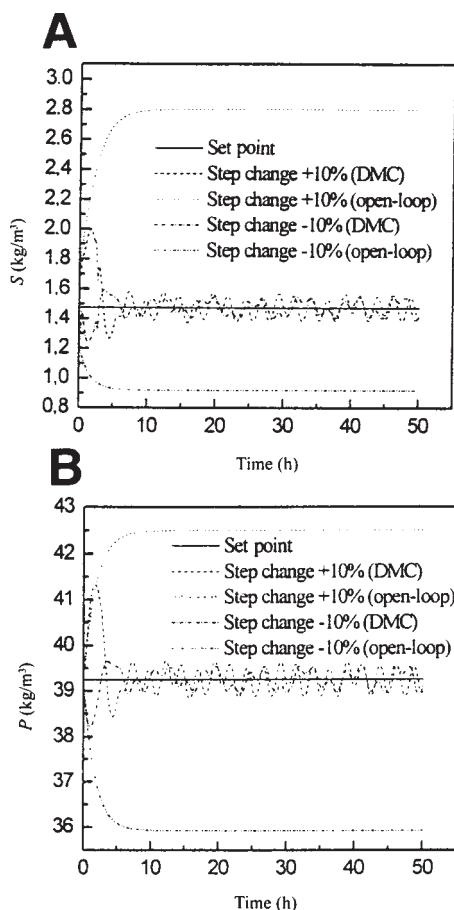 A
3.0
2.8
2.6
2.4
2.2
2.0
1.8
1.6
1.4
1.2
1.0
0.8
S (kg/m³)
Set point
Step change +10% (DMC)
Step change +10% (open-loop)
Step change -10% (DMC)
Step change -10% (open-loop)
0 10 20 30 40 50
Time (h)
B
43
42
41
40
39
38
37
36
P (kg/m³)
Set point
Step change +10% (DMC)
Step change +10% (open-loop)
Step change -10% (DMC)
Step change -10% (open-loop)
0 10 20 30 40 50
Time (h)